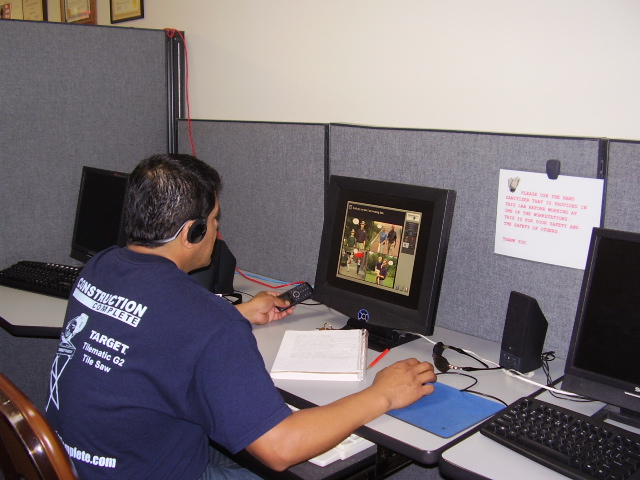 CONSTRUCTION
COMPLETE
TARGET
Tilematic G2
Tile Saw
mplete.com
PLEASE USE THE HAND
SANITIZER THAT IS PROVIDED IN
THIS LAB BEFORE WORKING AT
ONE OF THE WORKSTATIONS
THIS IS FOR YOUR SAFETY AND
THE SAFETY OF OTHERS
THANK YOU